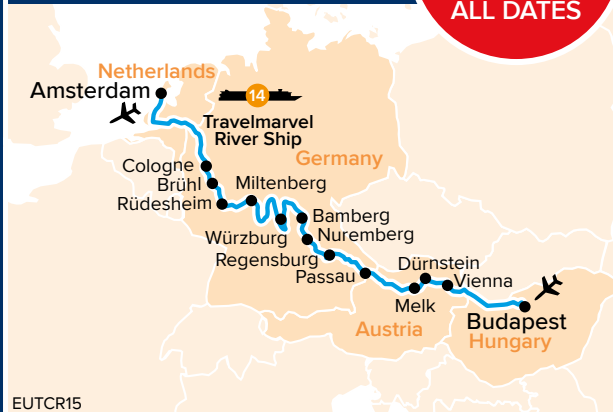 ALL DATES
Netherlands
Amsterdam
14
Travelmarvel
River Ship
Germany
Cologne
Brühl
Rüdesheim
Miltenberg
Bamberg
Würzburg
Nuremberg
Regensburg
Passau
Dürnstein
Vienna
Melk
Budapest
Austria
Hungary
EUTCR15